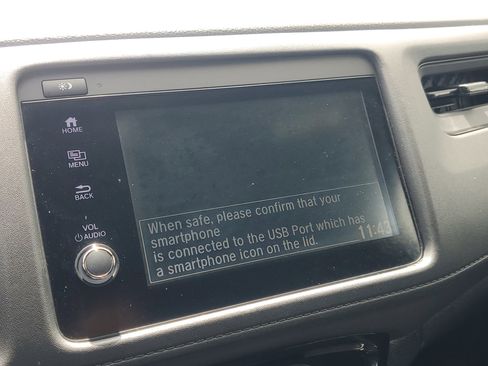 HOME
MENU
BACK
VOL
AUDIO
When safe, please confirm that your
smartphone
is connected to the USB Port which has
a smartphone icon on the lid.
11:43